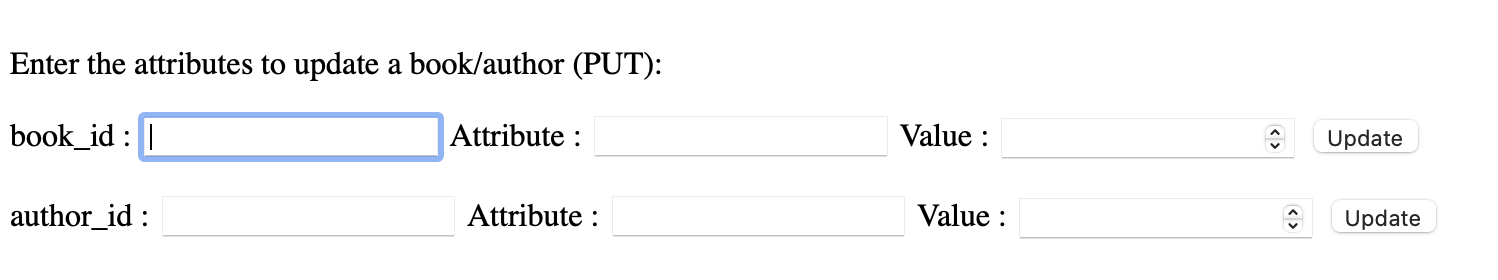 Enter the attributes to update a book/author (PUT):
book_id : Attribute : Value : Update
author_id : Attribute : Value : Update